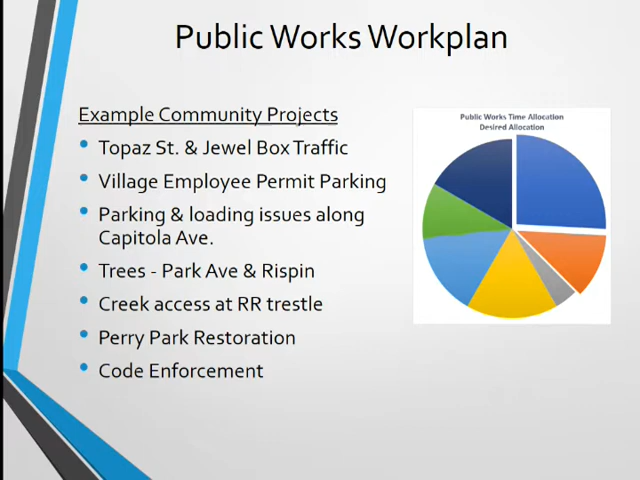 Public Works Workplan
Example Community Projects
• Topaz St. & Jewel Box Traffic
• Village Employee Permit Parking
• Parking & loading issues along
Capitola Ave.
• Trees - Park Ave & Rispin
• Creek access at RR trestle
• Perry Park Restoration
• Code Enforcement
Public Works Time Allocation
Desired Allocation